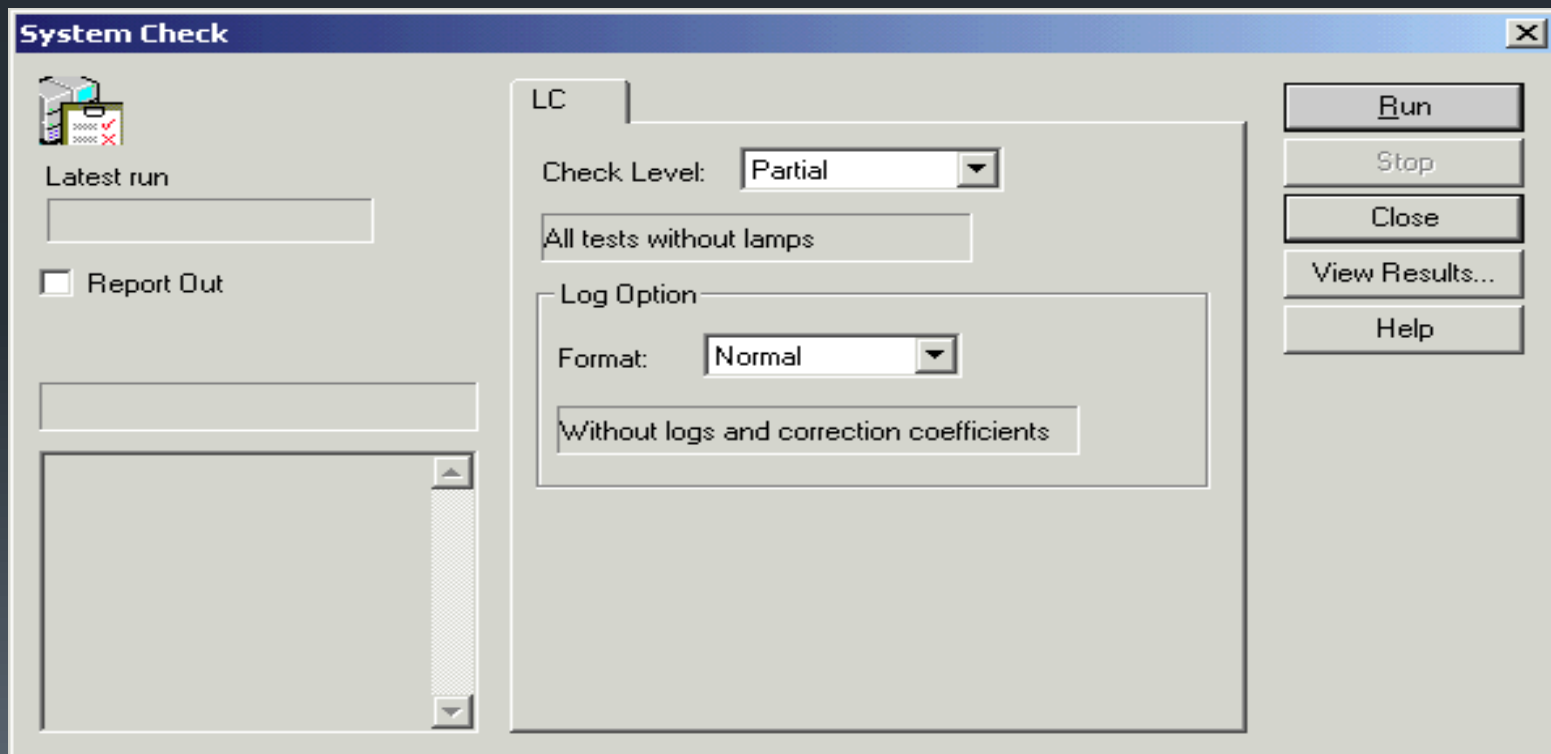 System Check
Latest run
Report Out
LC
Check Level: Partial
All tests without lamps
Log Option
Format: Normal
Without logs and correction coefficients
Run
Stop
Close
View Results...
Help